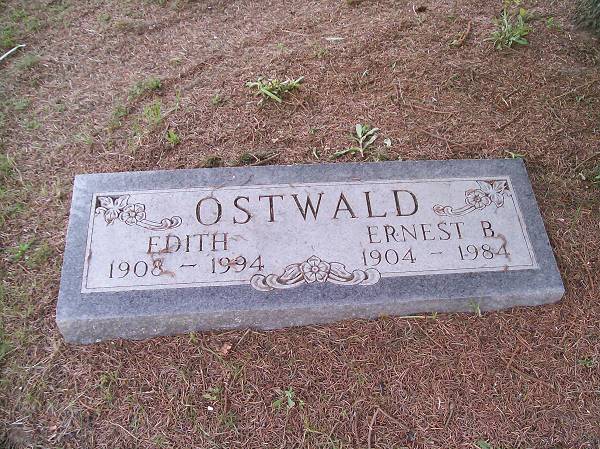 OSTWALD
EDITH ERNEST B.
1908 - 1994 1904 - 1984